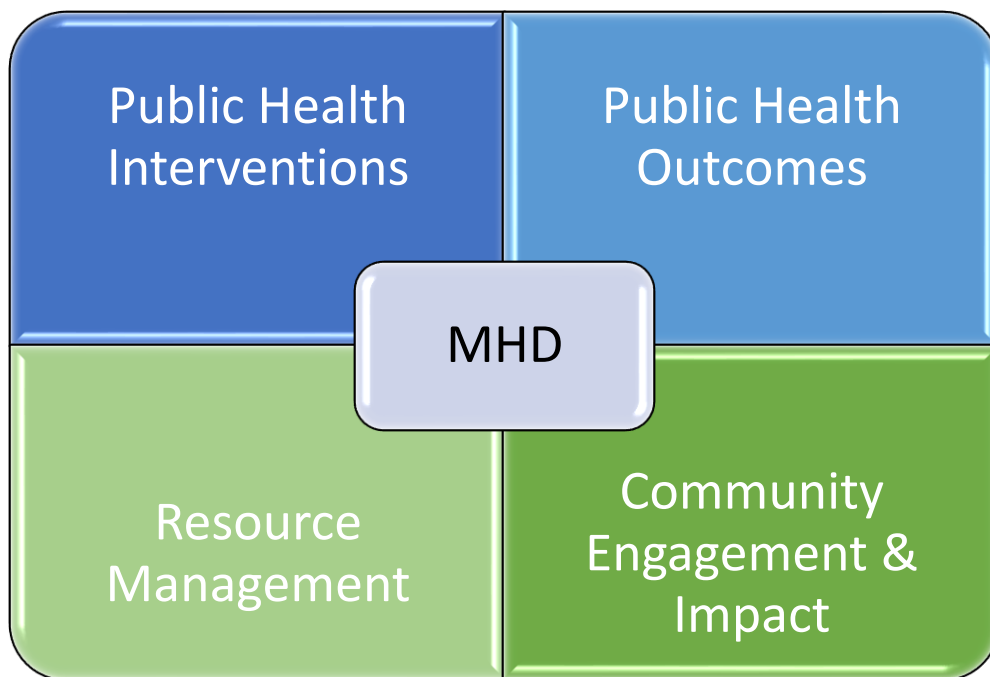 Public Health
Interventions
Public Health
Outcomes
MHD
Resource
Management
Community
Engagement &
Impact